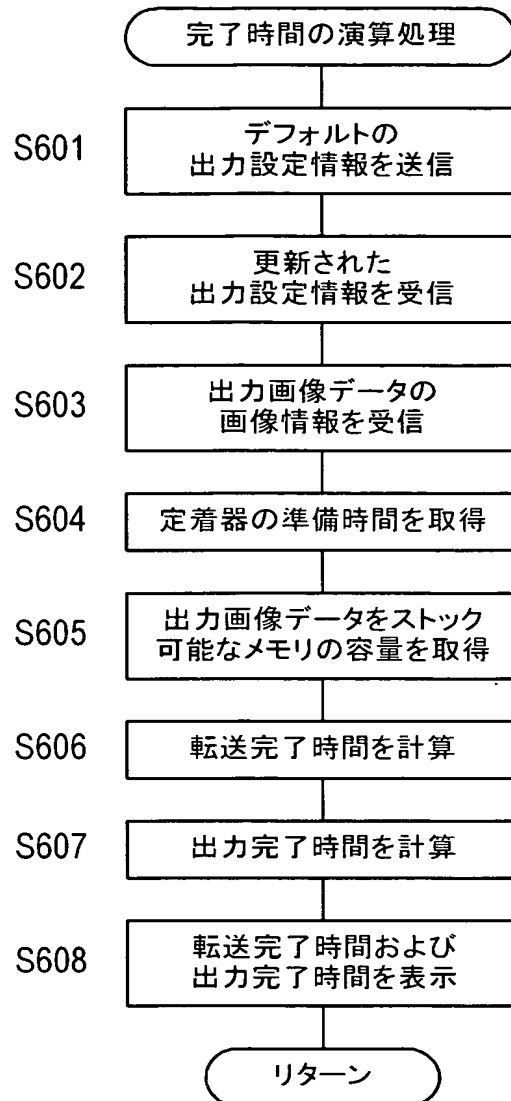 完了時間の演算処理
S601
デフォルトの
出力設定情報を送信
S602
更新された
出力設定情報を受信
S603
出力画像データの
画像情報を受信
S604
定着器の準備時間を取得
S605
出力画像データをストック
可能なメモリの容量を取得
S606
転送完了時間を計算
S607
出力完了時間を計算
S608
転送完了時間および
出力完了時間を表示
リターン